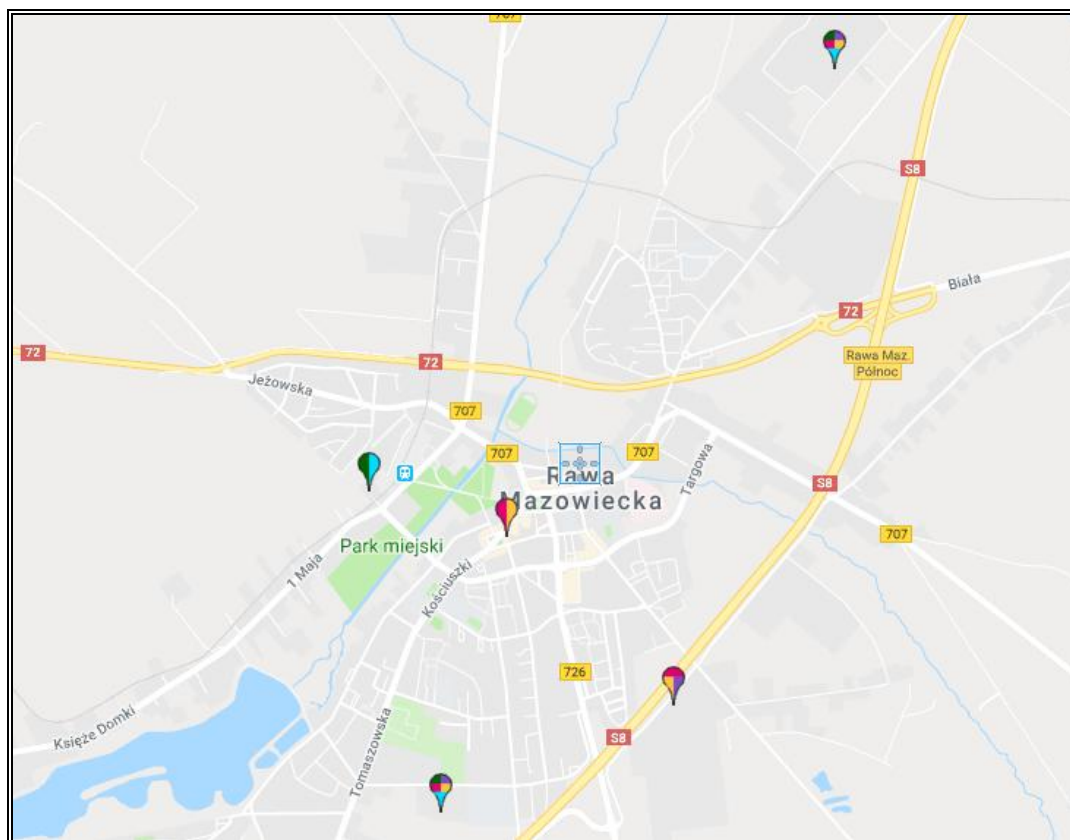 707
S8
Biała
72
72
72
Rawa Maz.
Północ
Jeżowska
707
707
707
Targowa
Rawa
Mazowiecka
S8
707
Park miejski
1 Maja
Kościuszki
726
Księże Domki
Tomaszowska
S8